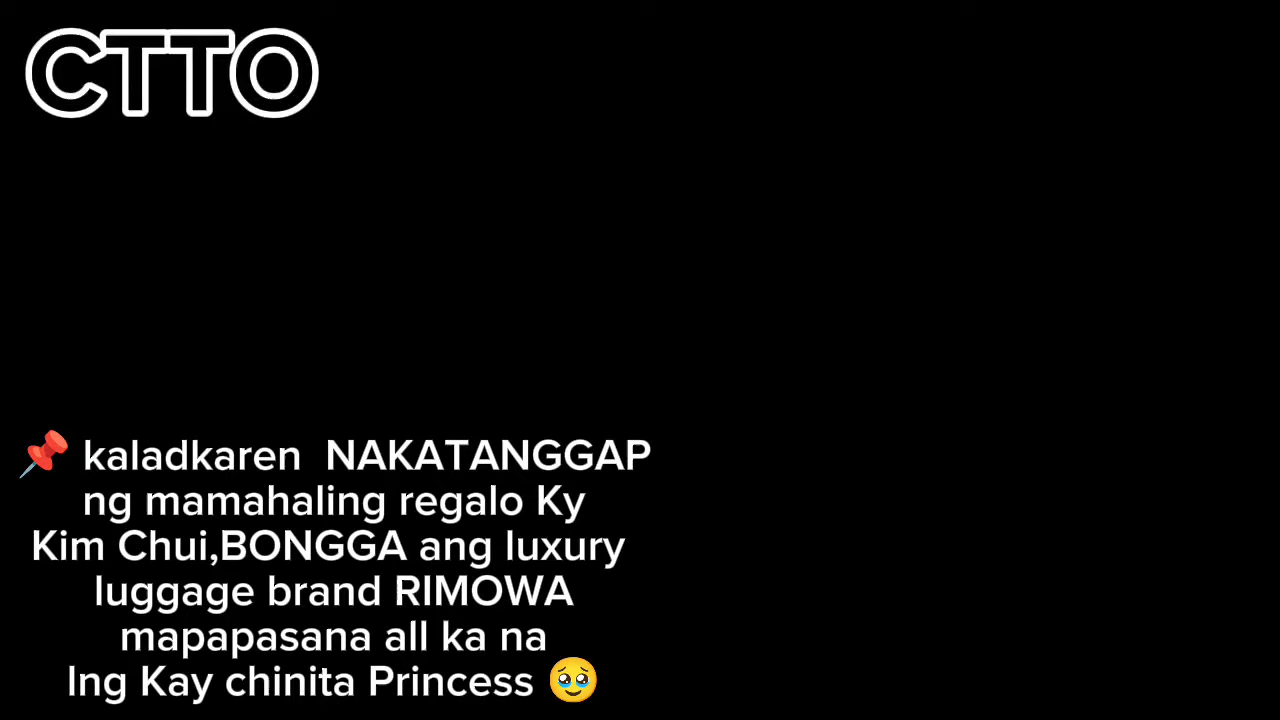 CTTO
📌 kaladkaren NAKATANGGAP
ng mamahaling regalo Ky
Kim Chui,BONGGA ang luxury
luggage brand RIMOWA
mapapasana all ka na
lng Kay chinita Princess 🥹